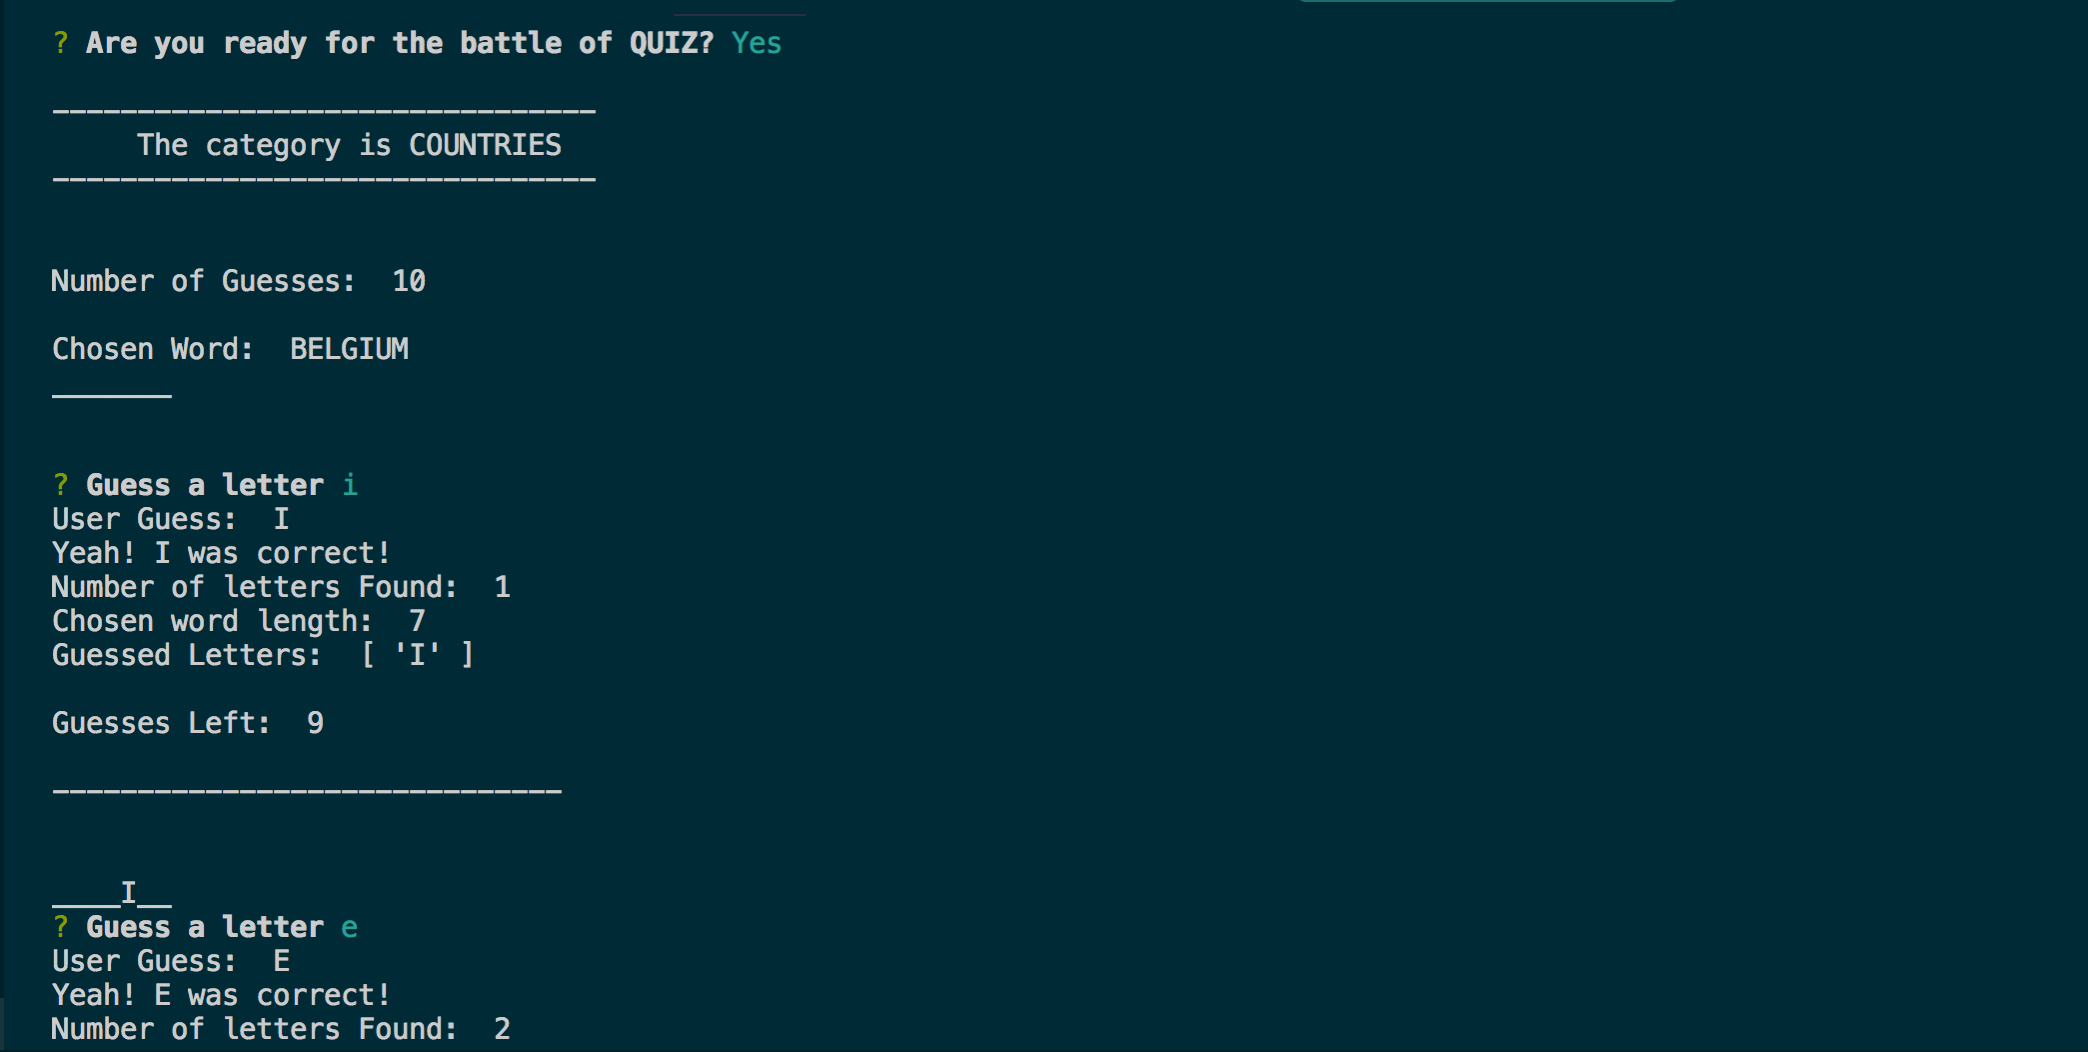 ? Are you ready for the battle of QUIZ? Yes
--------------------------------
The category is COUNTRIES
--------------------------------
Number of Guesses:  10
Chosen Word:  BELGIUM
_______
? Guess a letter i
User Guess:  I
Yeah! I was correct!
Number of letters Found:  1
Chosen word length:  7
Guessed Letters:  [ 'I' ]
Guesses Left:  9
------------------------------
____I__
? Guess a letter e
User Guess:  E
Yeah! E was correct!
Number of letters Found:  2